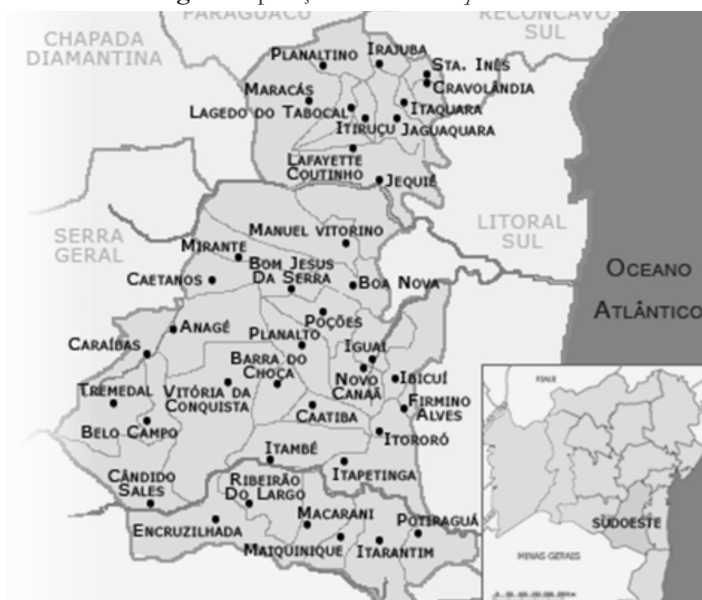 PARAGUAÇU
RECÔNCAVO
SUL
CHAPADA
DIAMANTINA
PLANALTINO
IRAJUBA
STA. INÊS
CRAVOLÂNDIA
MARACÁS
ITAQUARA
LAGEDO DO TABOCAL
ITIRUÇU
JAGUAQUARA
LAFAYETTE
COUTINHO
JEQUIÉ
SERRA
GERAL
MANUEL VITORINO
LITORAL
SUL
MIRANTE
BOM JESUS
DA SERRA
CAETANOS
BOA NOVA
OCEANO
ATLÂNTICO
POÇÕES
ANAGÉ
PLANALTO
CARAÍBAS
IGUAÍ
BARRA DO
CHOÇA
NOVO
CANAÃ
IBICUÍ
TREMEDAL
VITÓRIA DA
CONQUISTA
FIRMINO
ALVES
CAATIBA
BELO CAMPO
ITORORÓ
ITAMBÉ
ITAPETINGA
CÂNDIDO
SALES
RIBEIRÃO
DO LARGO
MACARANI
POTIRAGUÁ
ENCRUZILHADA
MAIQUINIQUE
ITARANTIM
PIAUI
SUDOESTE
MINAS GERAIS